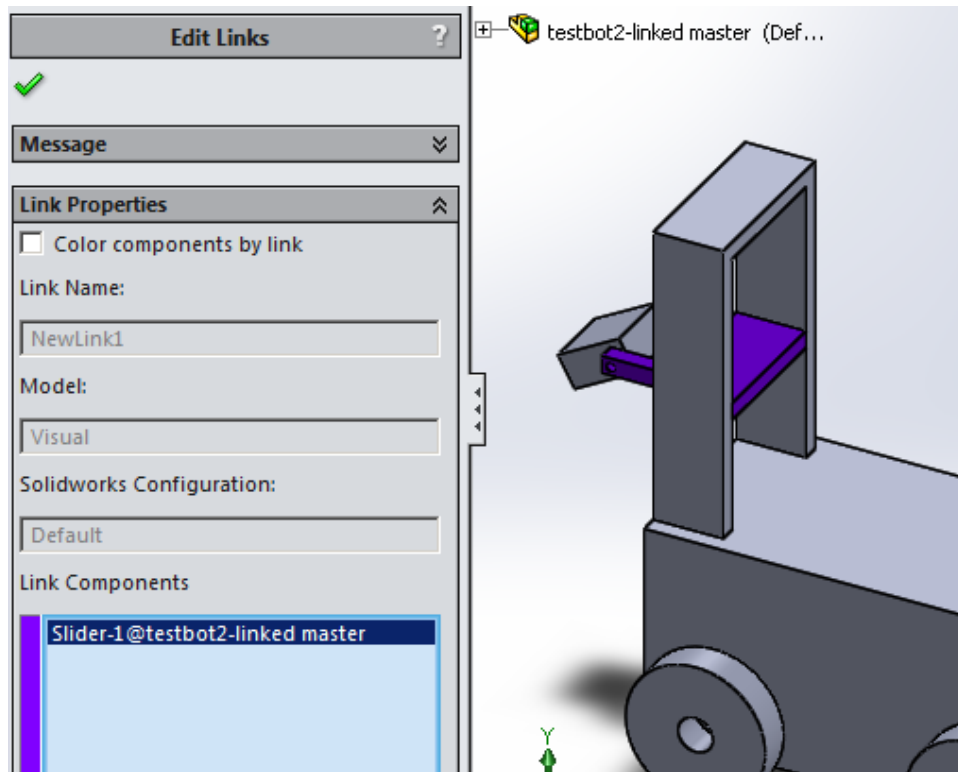 Edit Links
?
testbot2-linked master (Def...
Message
Link Properties
Color components by link
Link Name:
NewLink1
Model:
Visual
Solidworks Configuration:
Default
Link Components
Slider-1@testbot2-linked master
Y